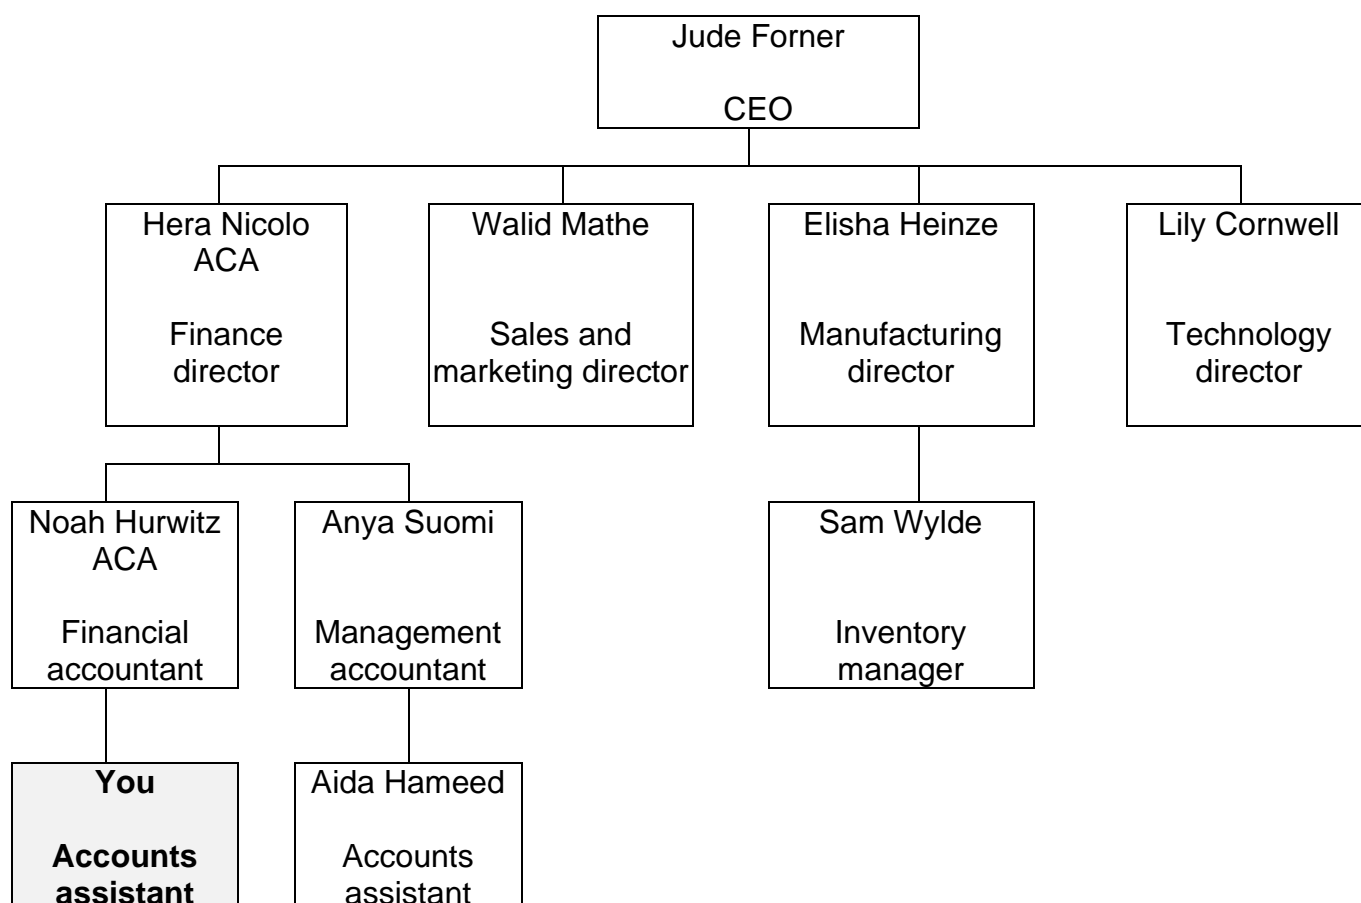 Jude Forner
CEO
Hera Nicolo
ACA
Finance
director
Walid Mathe
Sales and
marketing director
Elisha Heinze
Manufacturing
director
Lily Cornwell
Technology
director
Noah Hurwitz
ACA
Financial
accountant
Anya Suomi
Management
accountant
Sam Wylde
Inventory
manager
You
Accounts
assistant
Aida Hameed
Accounts
assistant